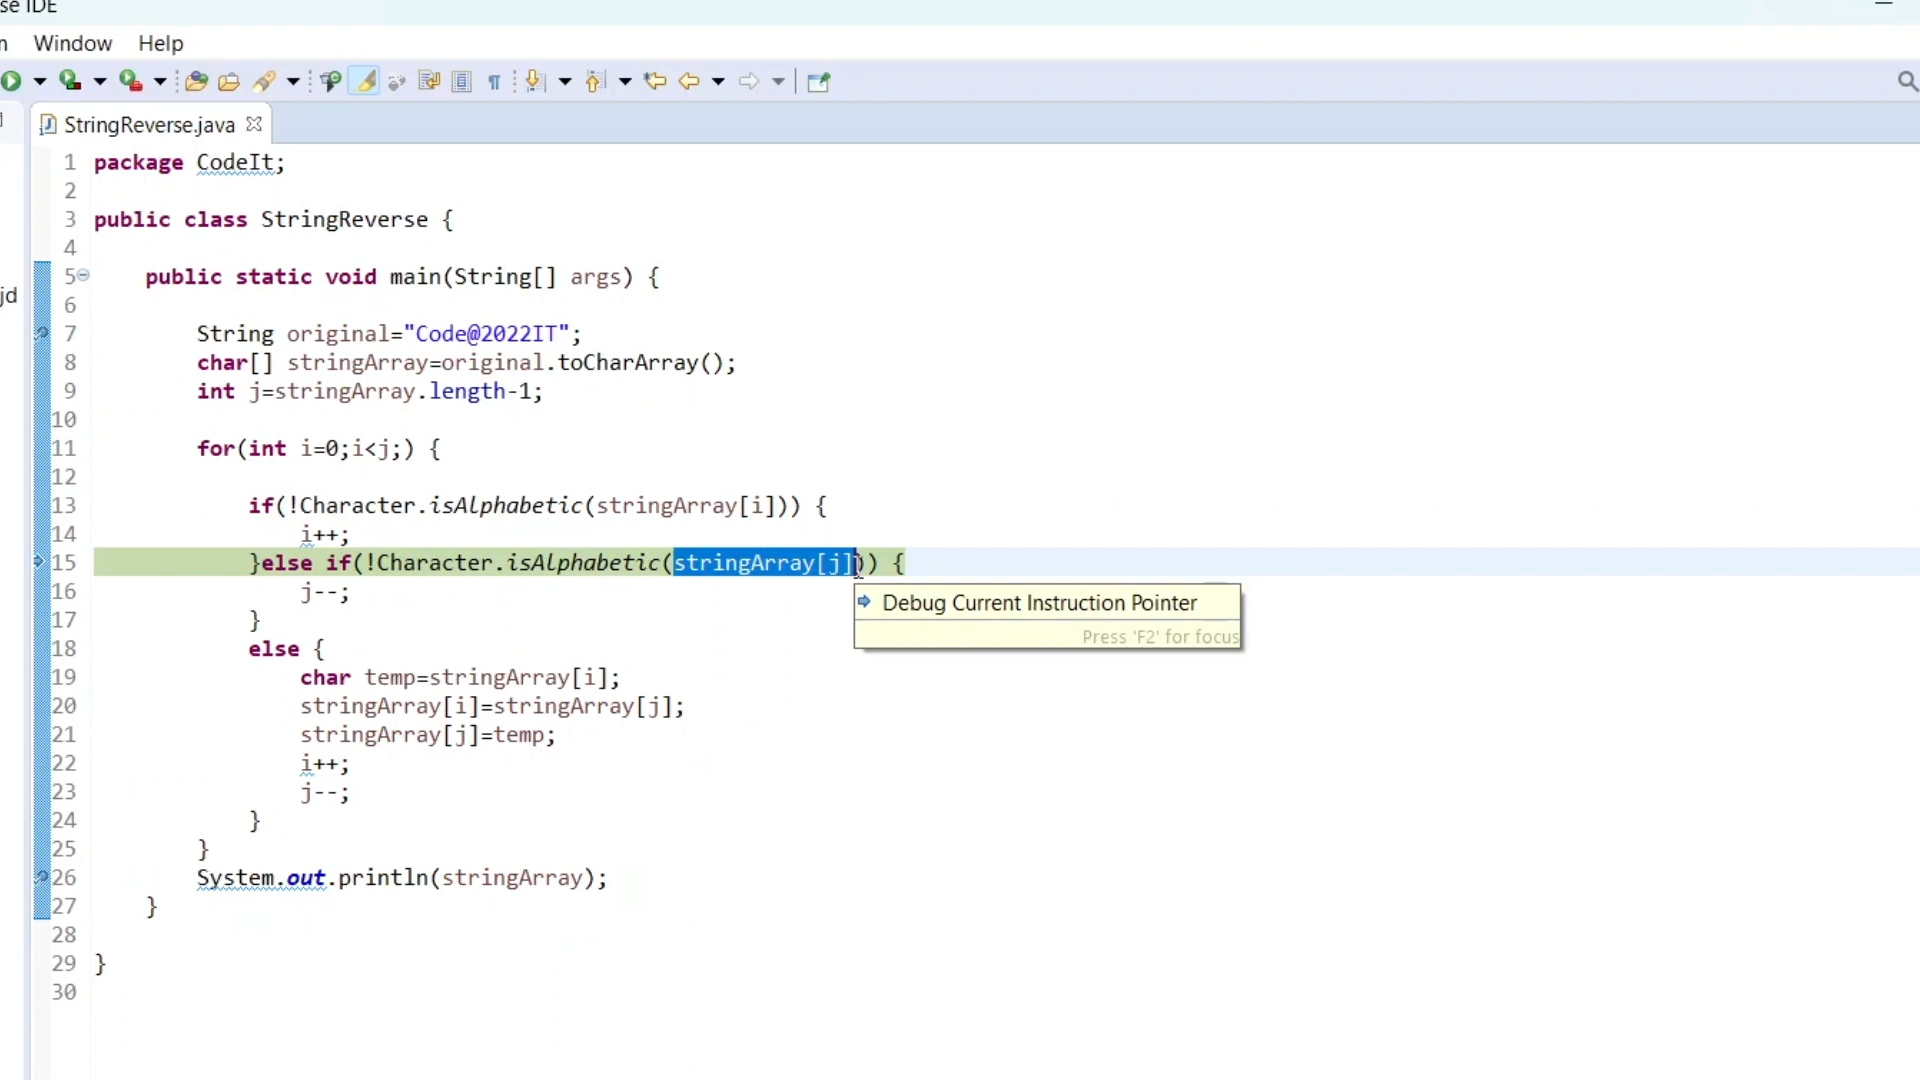 se IDE
n Window Help
StringReverse.java
jd
1 package CodeIt;
2
3 public class StringReverse {
4
5 public static void main(String[] args) {
6
7 String original="Code@2022IT";
8 char[] stringArray=original.toCharArray();
9 int j=stringArray.length-1;
10
11 for(int i=0;i<j;) {
12
13 if(!Character.isAlphabetic(stringArray[i])) {
14 i++;
15 }else if(!Character.isAlphabetic(stringArray[j])) {
16 j--;
Debug Current Instruction Pointer
17 }
Press 'F2' for focus
18 else {
19 char temp=stringArray[i];
20 stringArray[i]=stringArray[j];
21 stringArray[j]=temp;
22 i++;
23 j--;
24 }
25 }
26 System.out.println(stringArray);
27 }
28
29 }
30